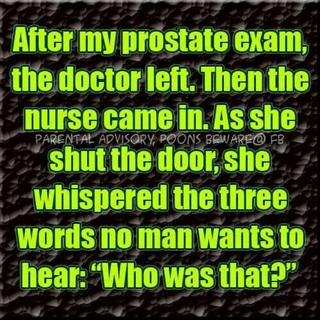 After my prostate exam,
the doctor left. Then the
nurse came in. As she
PARENTAL ADVISORY, POONS BEWARE@ FB
shut the door, she
whispered the three
words no man wants to
hear: “Who was that?”